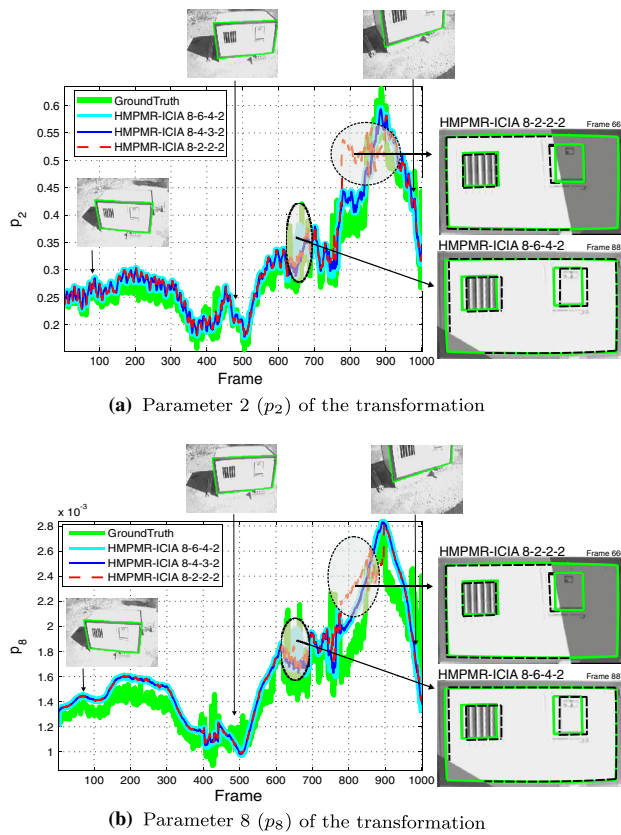 GroundTruth
HMPMR-ICIA 8-6-4-2
HMPMR-ICIA 8-4-3-2
HMPMR-ICIA 8-2-2-2
0.6
0.55
0.5
0.45
0.4
0.35
0.3
0.25
0.2
p2
100 200 300 400 500 600 700 800 900 1000
Frame
HMPMR-ICIA 8-2-2-2 Frame 66
HMPMR-ICIA 8-6-4-2 Frame 88
(a) Parameter 2 (p2) of the transformation
x 10-3
GroundTruth
HMPMR-ICIA 8-6-4-2
HMPMR-ICIA 8-4-3-2
HMPMR-ICIA 8-2-2-2
2.8
2.6
2.4
2.2
2
1.8
1.6
1.4
1.2
1
p8
100 200 300 400 500 600 700 800 900 1000
Frame
HMPMR-ICIA 8-2-2-2 Frame 66
HMPMR-ICIA 8-6-4-2 Frame 88
(b) Parameter 8 (p8) of the transformation